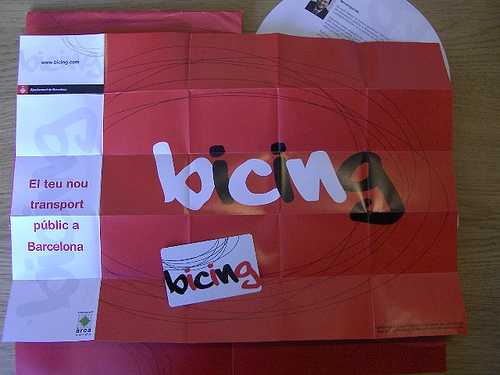 www.bicing.com
Ajuntament de Barcelona
bicing
El teu nou
transport
públic a
Barcelona
bicing
àrea